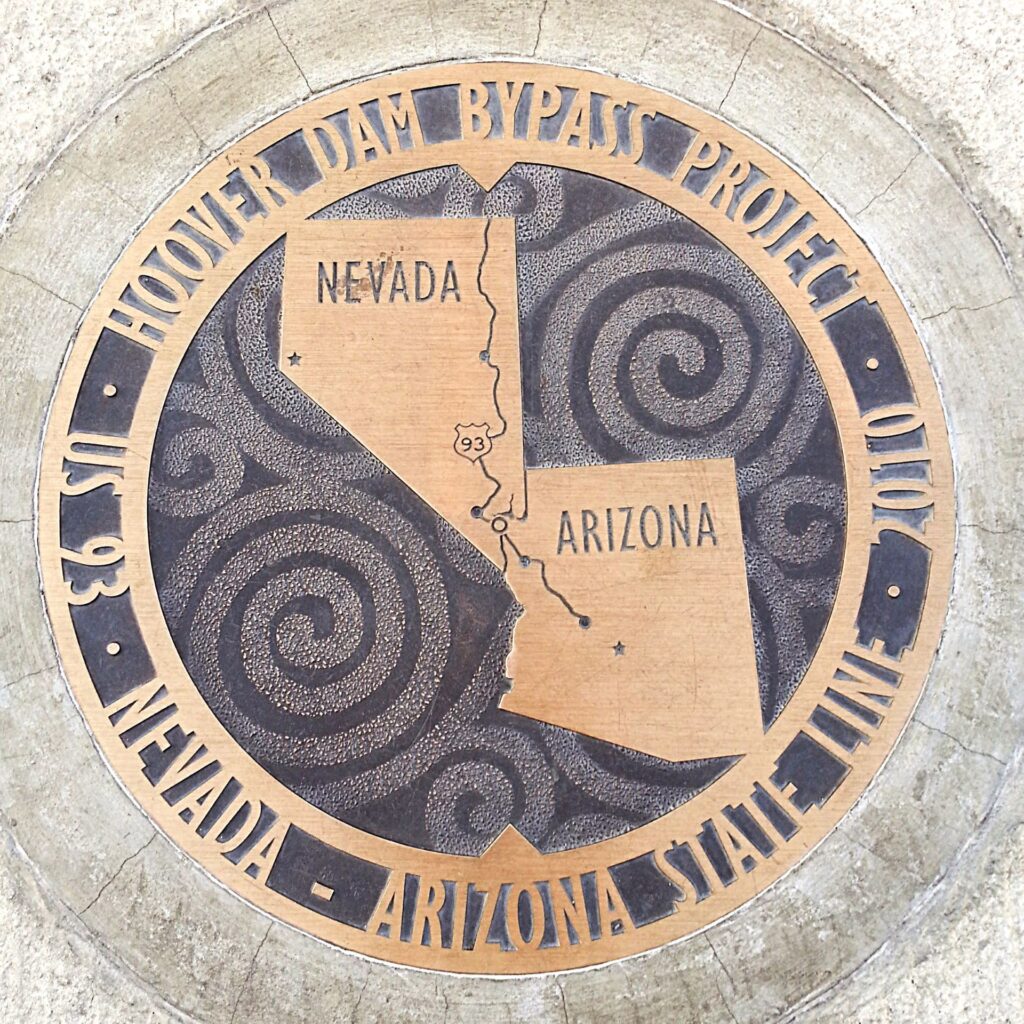 HOOVER DAM BYPASS PROJECT
2010
NEVADA - ARIZONA STATE LINE
US 93
NEVADA
93
ARIZONA